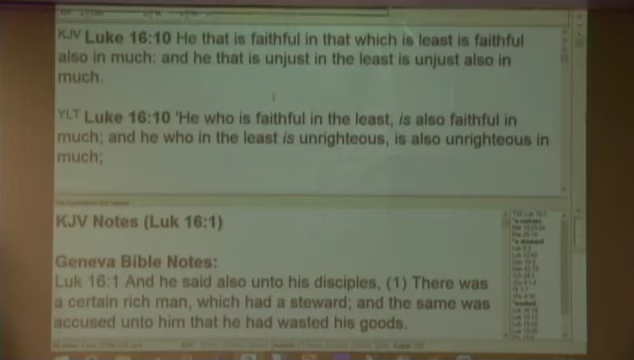 KJV Luke 16:10 He that is faithful in that which is least is faithful
also in much: and he that is unjust in the least is unjust also in
much.
YLT Luke 16:10 'He who is faithful in the least, is also faithful in
much; and he who in the least is unrighteous, is also unrighteous in
much;
KJV Notes (Luk 16:1)
Geneva Bible Notes:
Luk 16:1 And he said also unto his disciples, (1) There was
a certain rich man, which had a steward; and the same was
accused unto him that he had wasted his goods.